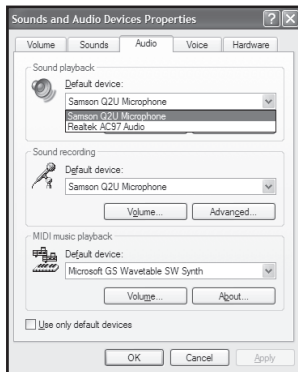 Sounds and Audio Devices Properties
Volume Sounds Audio Voice Hardware
Sound playback
Default device:
Samson Q2U Microphone
Samson Q2U Microphone
Realtek AC97 Audio
Sound recording
Default device:
Samson Q2U Microphone
Volume... Advanced...
MIDI music playback
Default device:
Microsoft GS Wavetable SW Synth
Volume... About...
Use only default devices
OK Cancel Apply